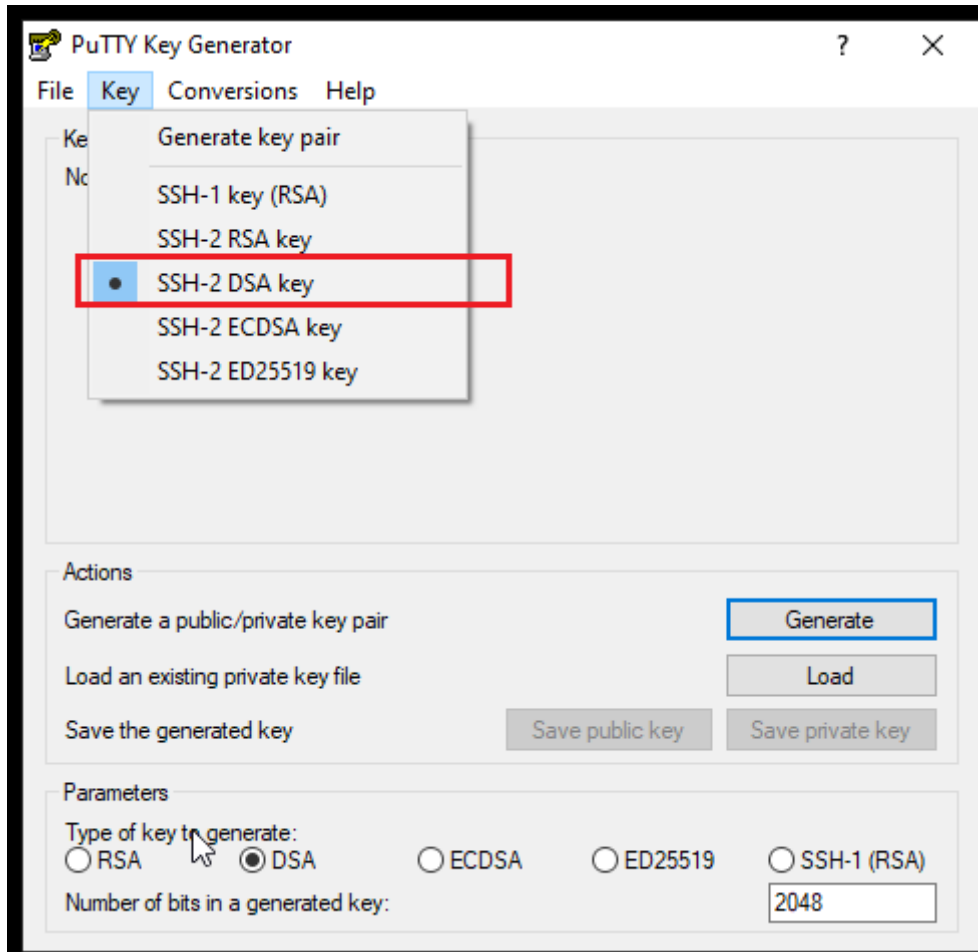 PuTTY Key Generator
?
File Key Conversions Help
Ke
Generate key pair
No
SSH-1 key (RSA)
SSH-2 RSA key
SSH-2 DSA key
SSH-2 ECDSA key
SSH-2 ED25519 key
Actions
Generate a public/private key pair Generate
Load an existing private key file Load
Save the generated key Save public key Save private key
Parameters
Type of key to generate:
RSA DSA ECDSA ED25519 SSH-1 (RSA)
Number of bits in a generated key: 2048